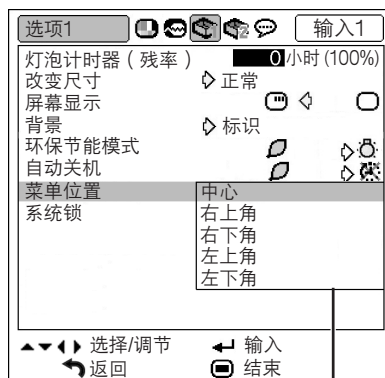 选项1 输入1
灯泡计时器（残率） 0小时 (100%)
改变尺寸 正常
屏幕显示
背景 标识
环保节能模式
自动关机
菜单位置 中心
系统锁 右上角
右下角
左上角
左下角
选择/调节 输入
返回 结束